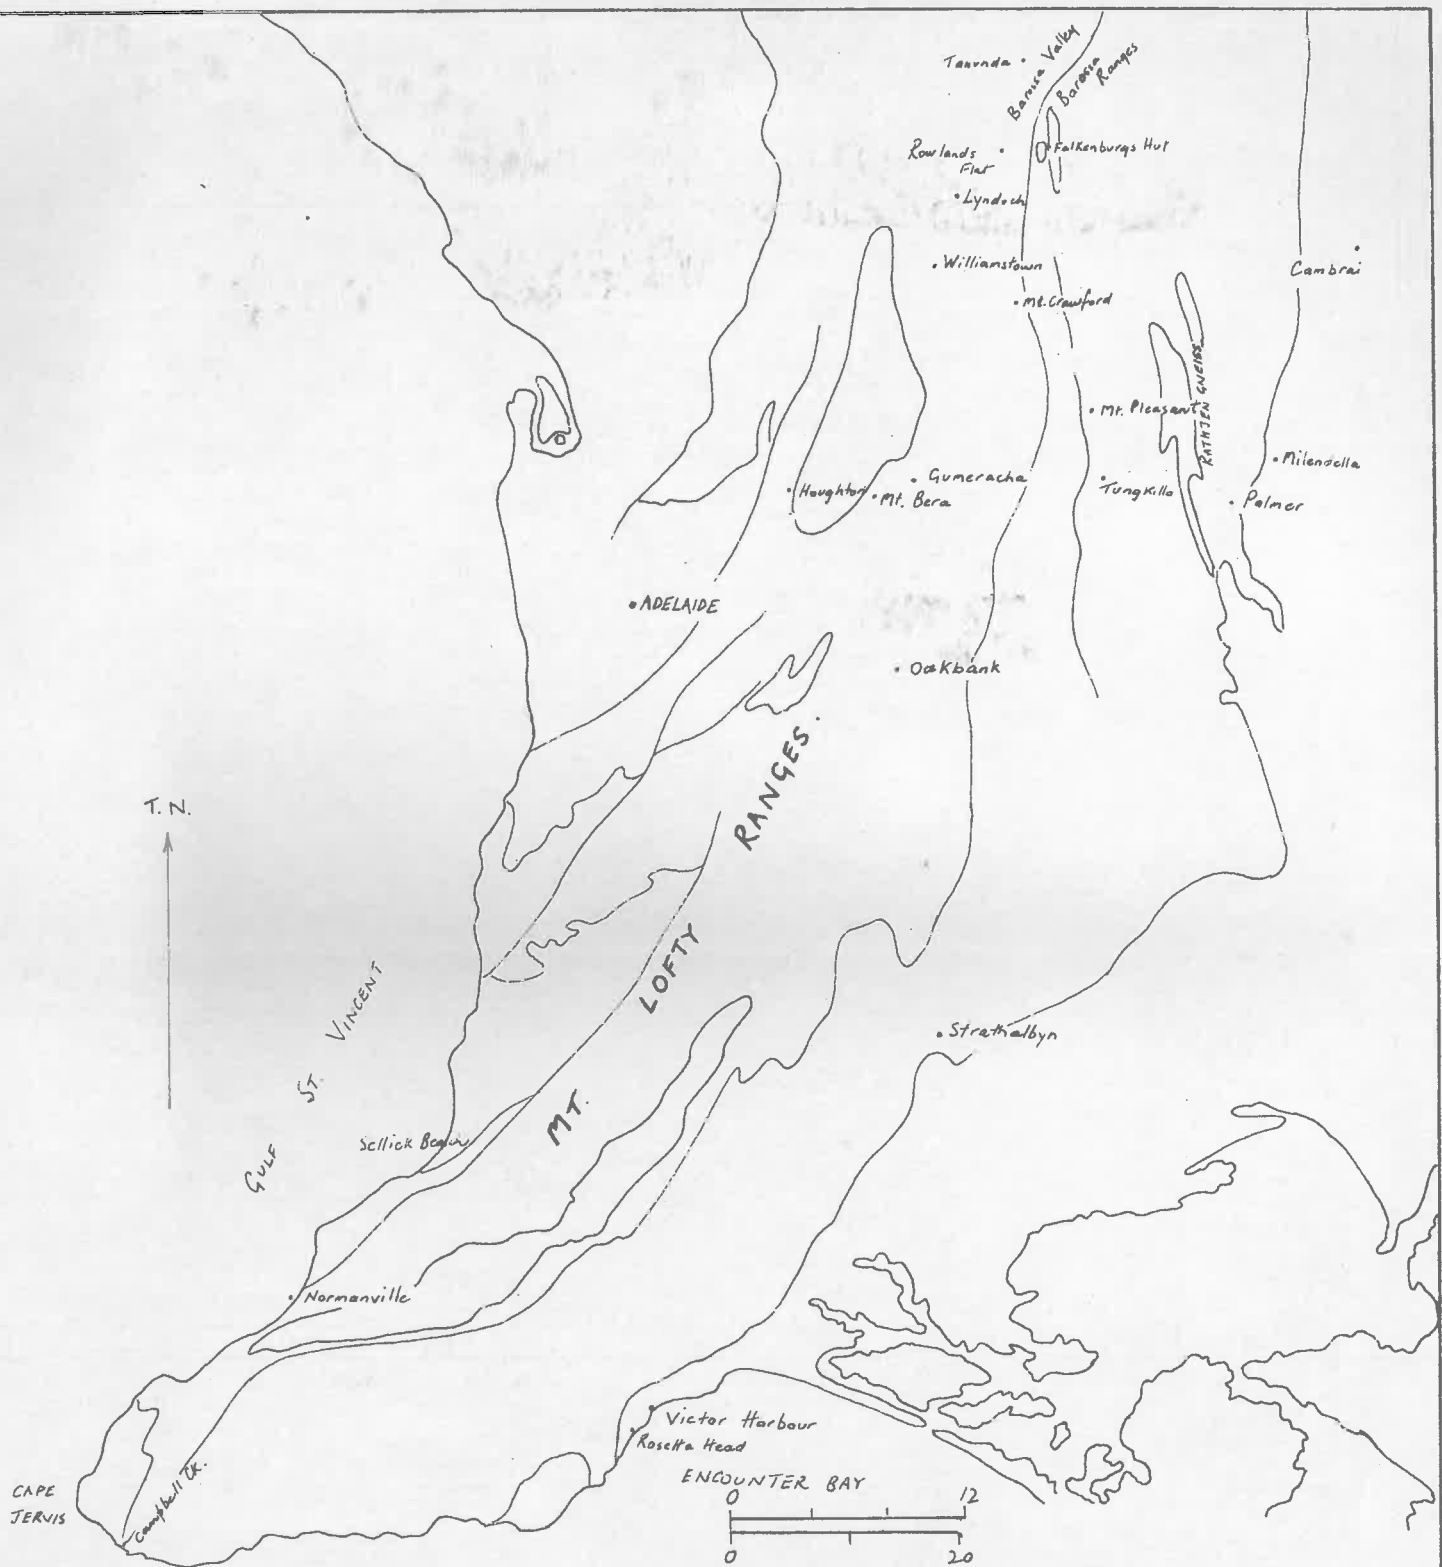 Tanunda
Barossa Valley
Barossa
Ranges
Rowlands
Flat
Falkenburgs Hut
Lyndoch
Williamstown
Cambrai
Mt. Crawford
Mt. Pleasant
RATHJEN GNEISS
Milendella
Houghton
Mt. Bera
Gumeracha
Tungkillo
Palmer
ADELAIDE
Oakbank
T. N.
MT. LOFTY RANGES.
GULF ST. VINCENT
Strathalbyn
Sellick Beach
Normanville
Victor Harbour
Rosetta Head
ENCOUNTER BAY
CAPE
JERVIS
Campbell Ck.
0 12
0 20